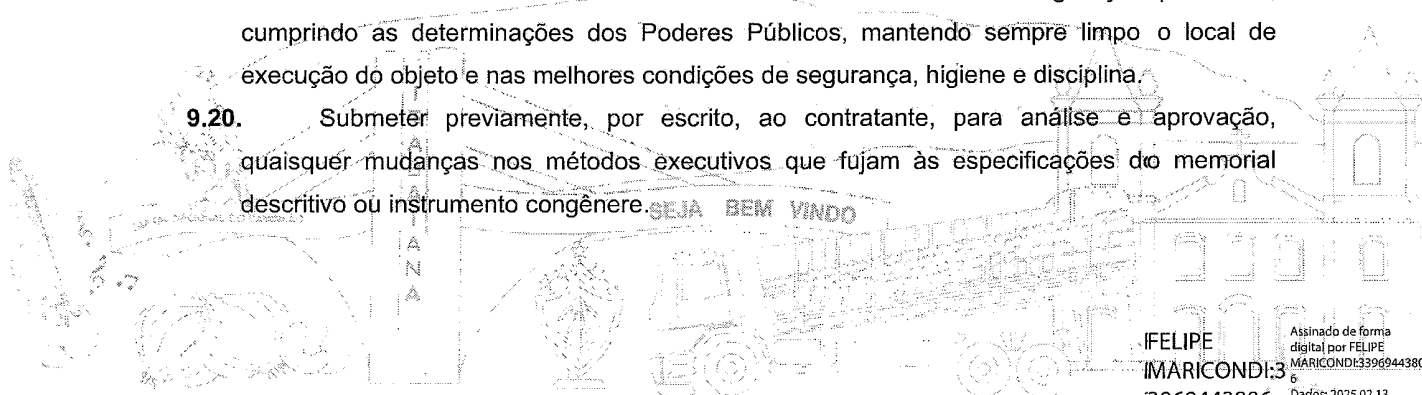 cumprindo as determinações dos Poderes Públicos, mantendo sempre limpo o local de
execução do objeto e nas melhores condições de segurança, higiene e disciplina.
9.20. Submeter previamente, por escrito, ao contratante, para análise e aprovação,
quaisquer mudanças nos métodos executivos que fujam às especificações do memorial
descritivo ou instrumento congênere.
SEJA BEM VINDO
FELIPE
MARICONDI:3
Assinado de forma
digital por FELIPE
MARICONDI:3396944380
6